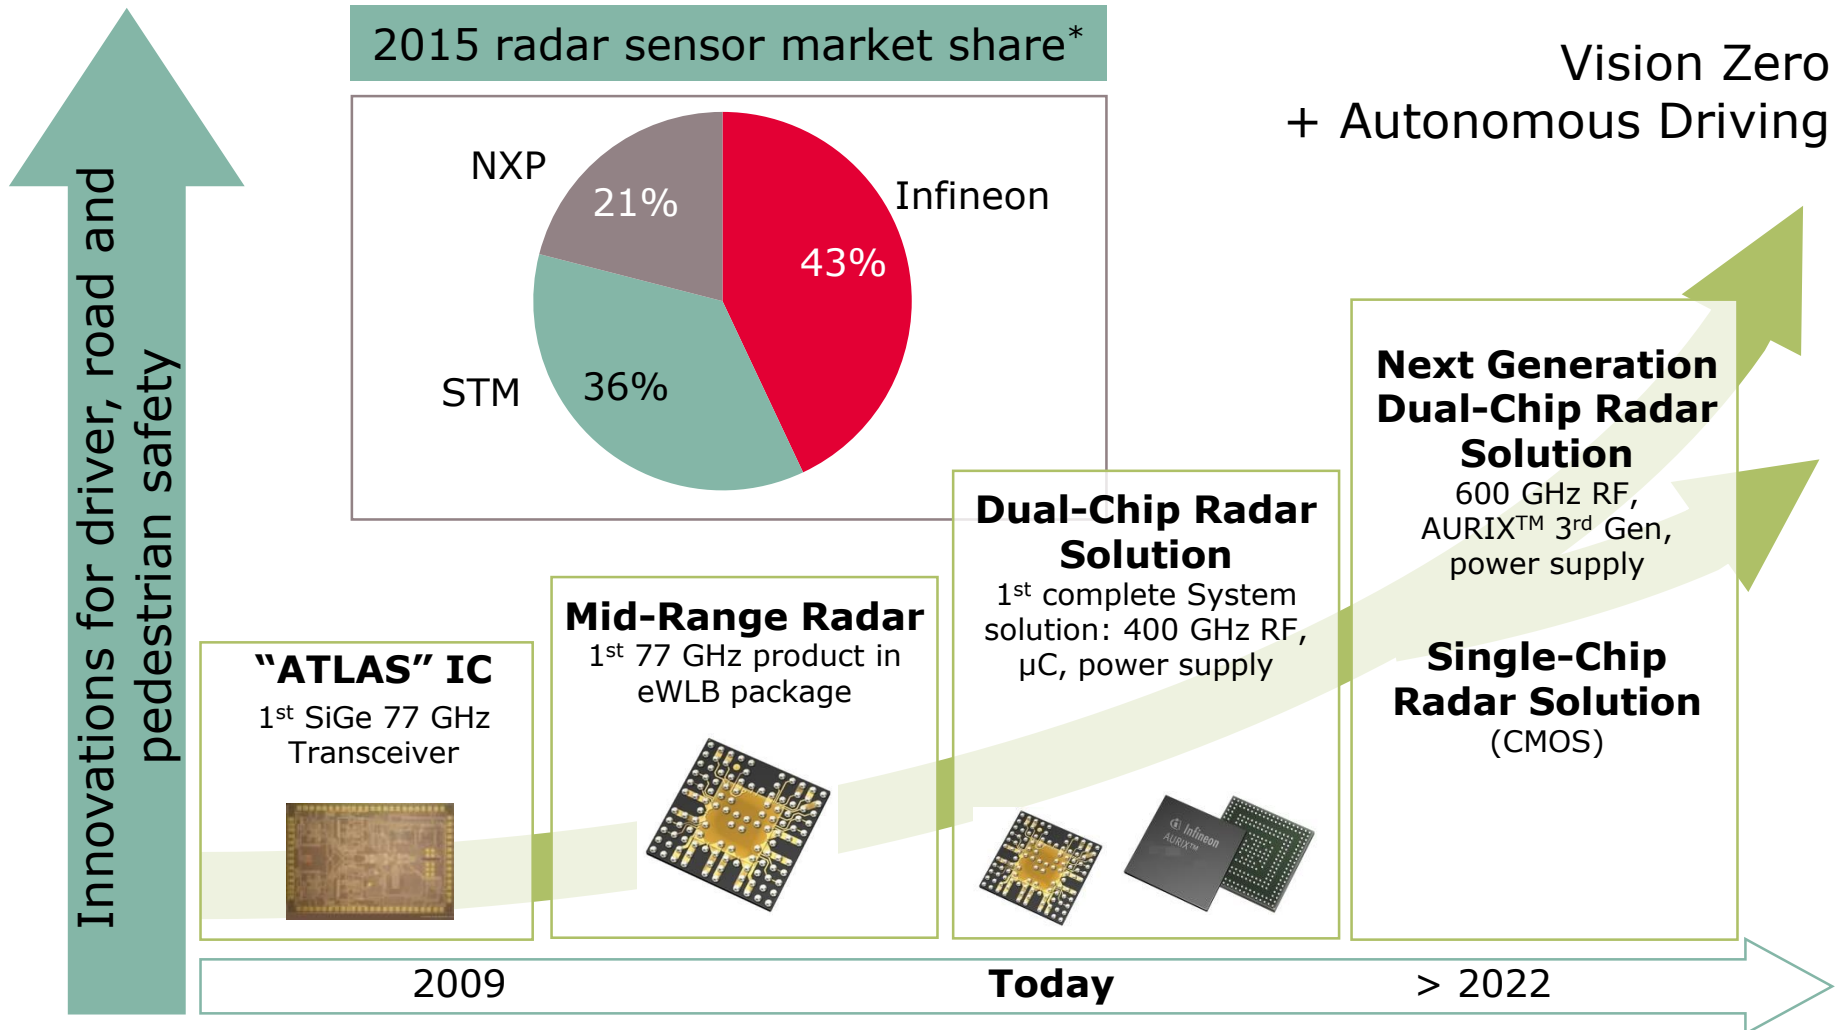 2015 radar sensor market share*
Vision Zero
+ Autonomous Driving
Innovations for driver, road and
pedestrian safety
NXP
21%
Infineon
43%
STM
36%
"ATLAS" IC
1st SiGe 77 GHz
Transceiver
Mid-Range Radar
1st 77 GHz product in
eWLB package
Dual-Chip Radar
Solution
1st complete System
solution: 400 GHz RF,
µC, power supply
Infineon
AURIX™
Next Generation
Dual-Chip Radar
Solution
600 GHz RF,
AURIX™ 3rd Gen,
power supply
Single-Chip
Radar Solution
(CMOS)
2009
Today
> 2022